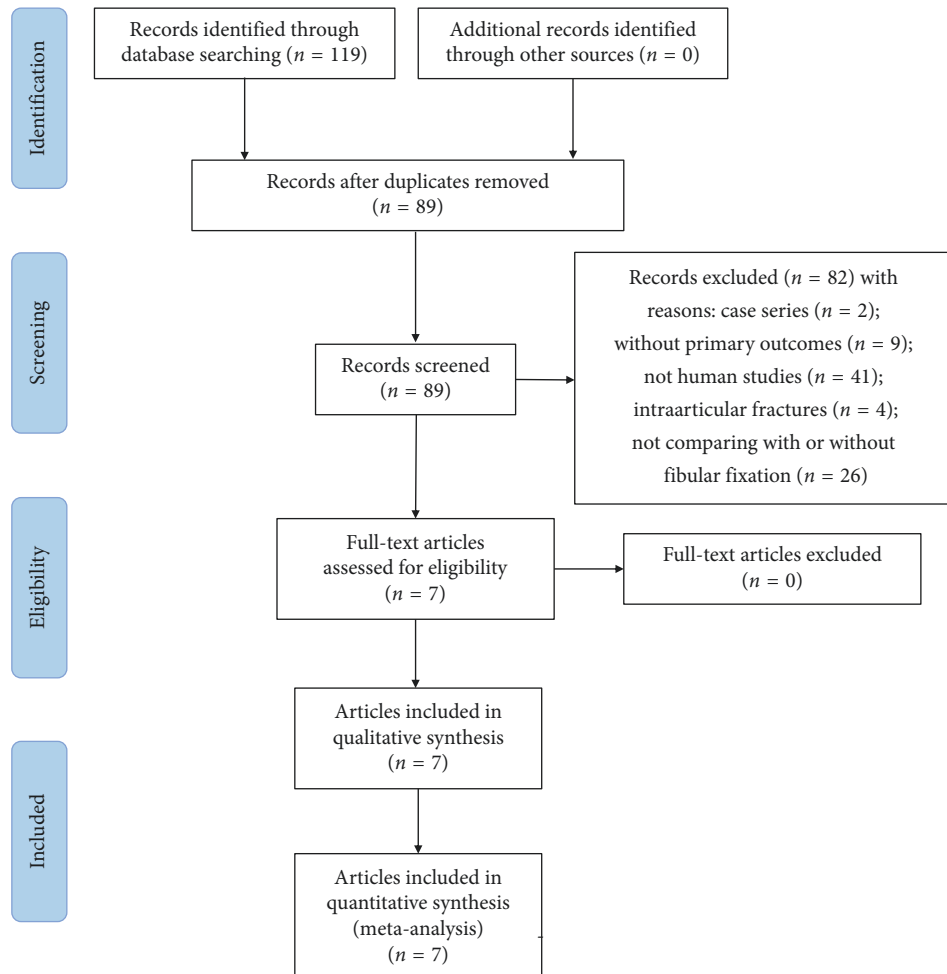 Identification
Records identified through
database searching (n = 119)
Additional records identified
through other sources (n = 0)
Records after duplicates removed
(n = 89)
Screening
Records screened
(n = 89)
Records excluded (n = 82) with
reasons: case series (n = 2);
without primary outcomes (n = 9);
not human studies (n = 41);
intraarticular fractures (n = 4);
not comparing with or without
fibular fixation (n = 26)
Eligibility
Full-text articles
assessed for eligibility
(n = 7)
Full-text articles excluded
(n = 0)
Included
Articles included in
qualitative synthesis
(n = 7)
Articles included in
quantitative synthesis
(meta-analysis)
(n = 7)